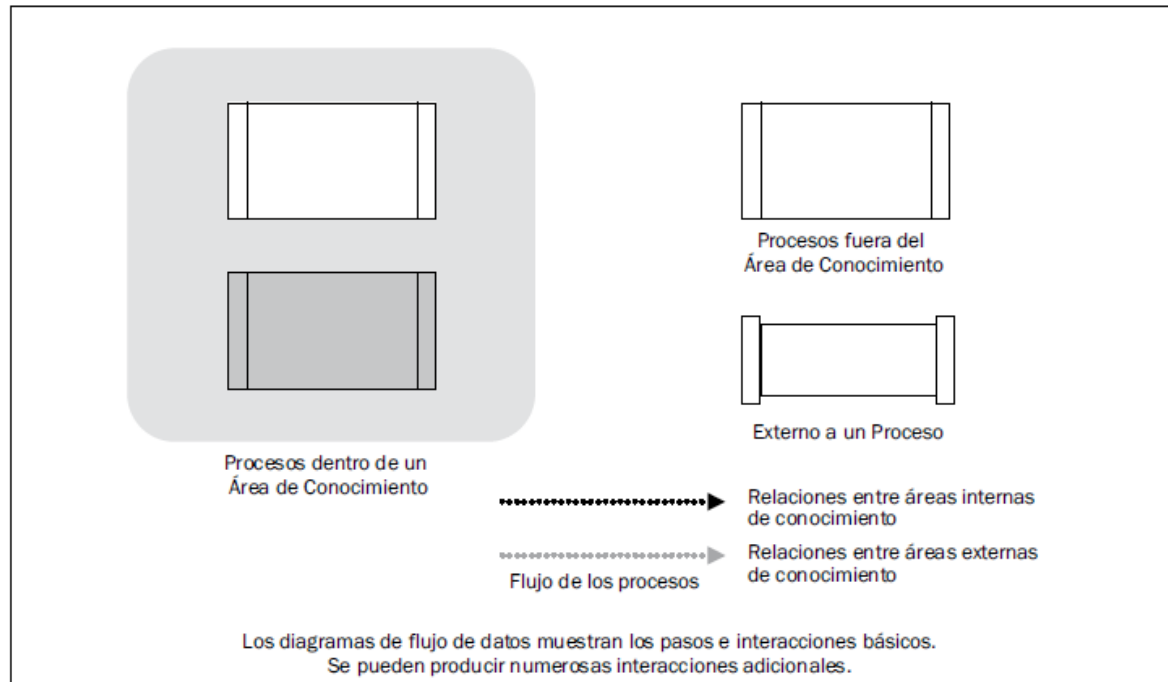 Procesos fuera del
Área de Conocimiento
Externo a un Proceso
Procesos dentro de un
Área de Conocimiento
Relaciones entre áreas internas
de conocimiento
Relaciones entre áreas externas
de conocimiento
Flujo de los procesos
Los diagramas de flujo de datos muestran los pasos e interacciones básicos.
Se pueden producir numerosas interacciones adicionales.